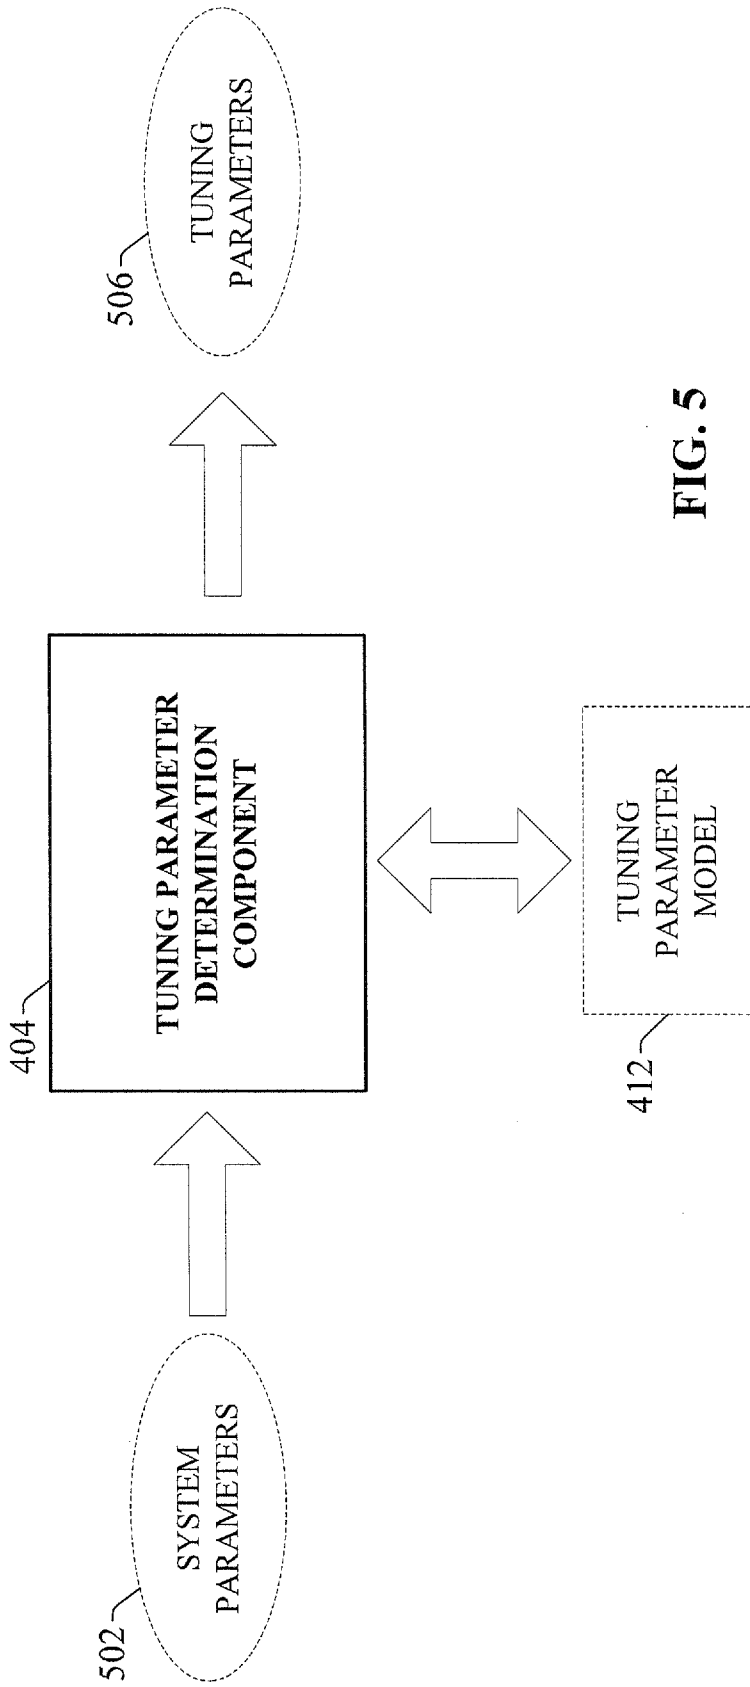 404
506
502
TUNING PARAMETER
DETERMINATION
COMPONENT
SYSTEM
PARAMETERS
TUNING
PARAMETERS
412
TUNING
PARAMETER
MODEL
FIG. 5